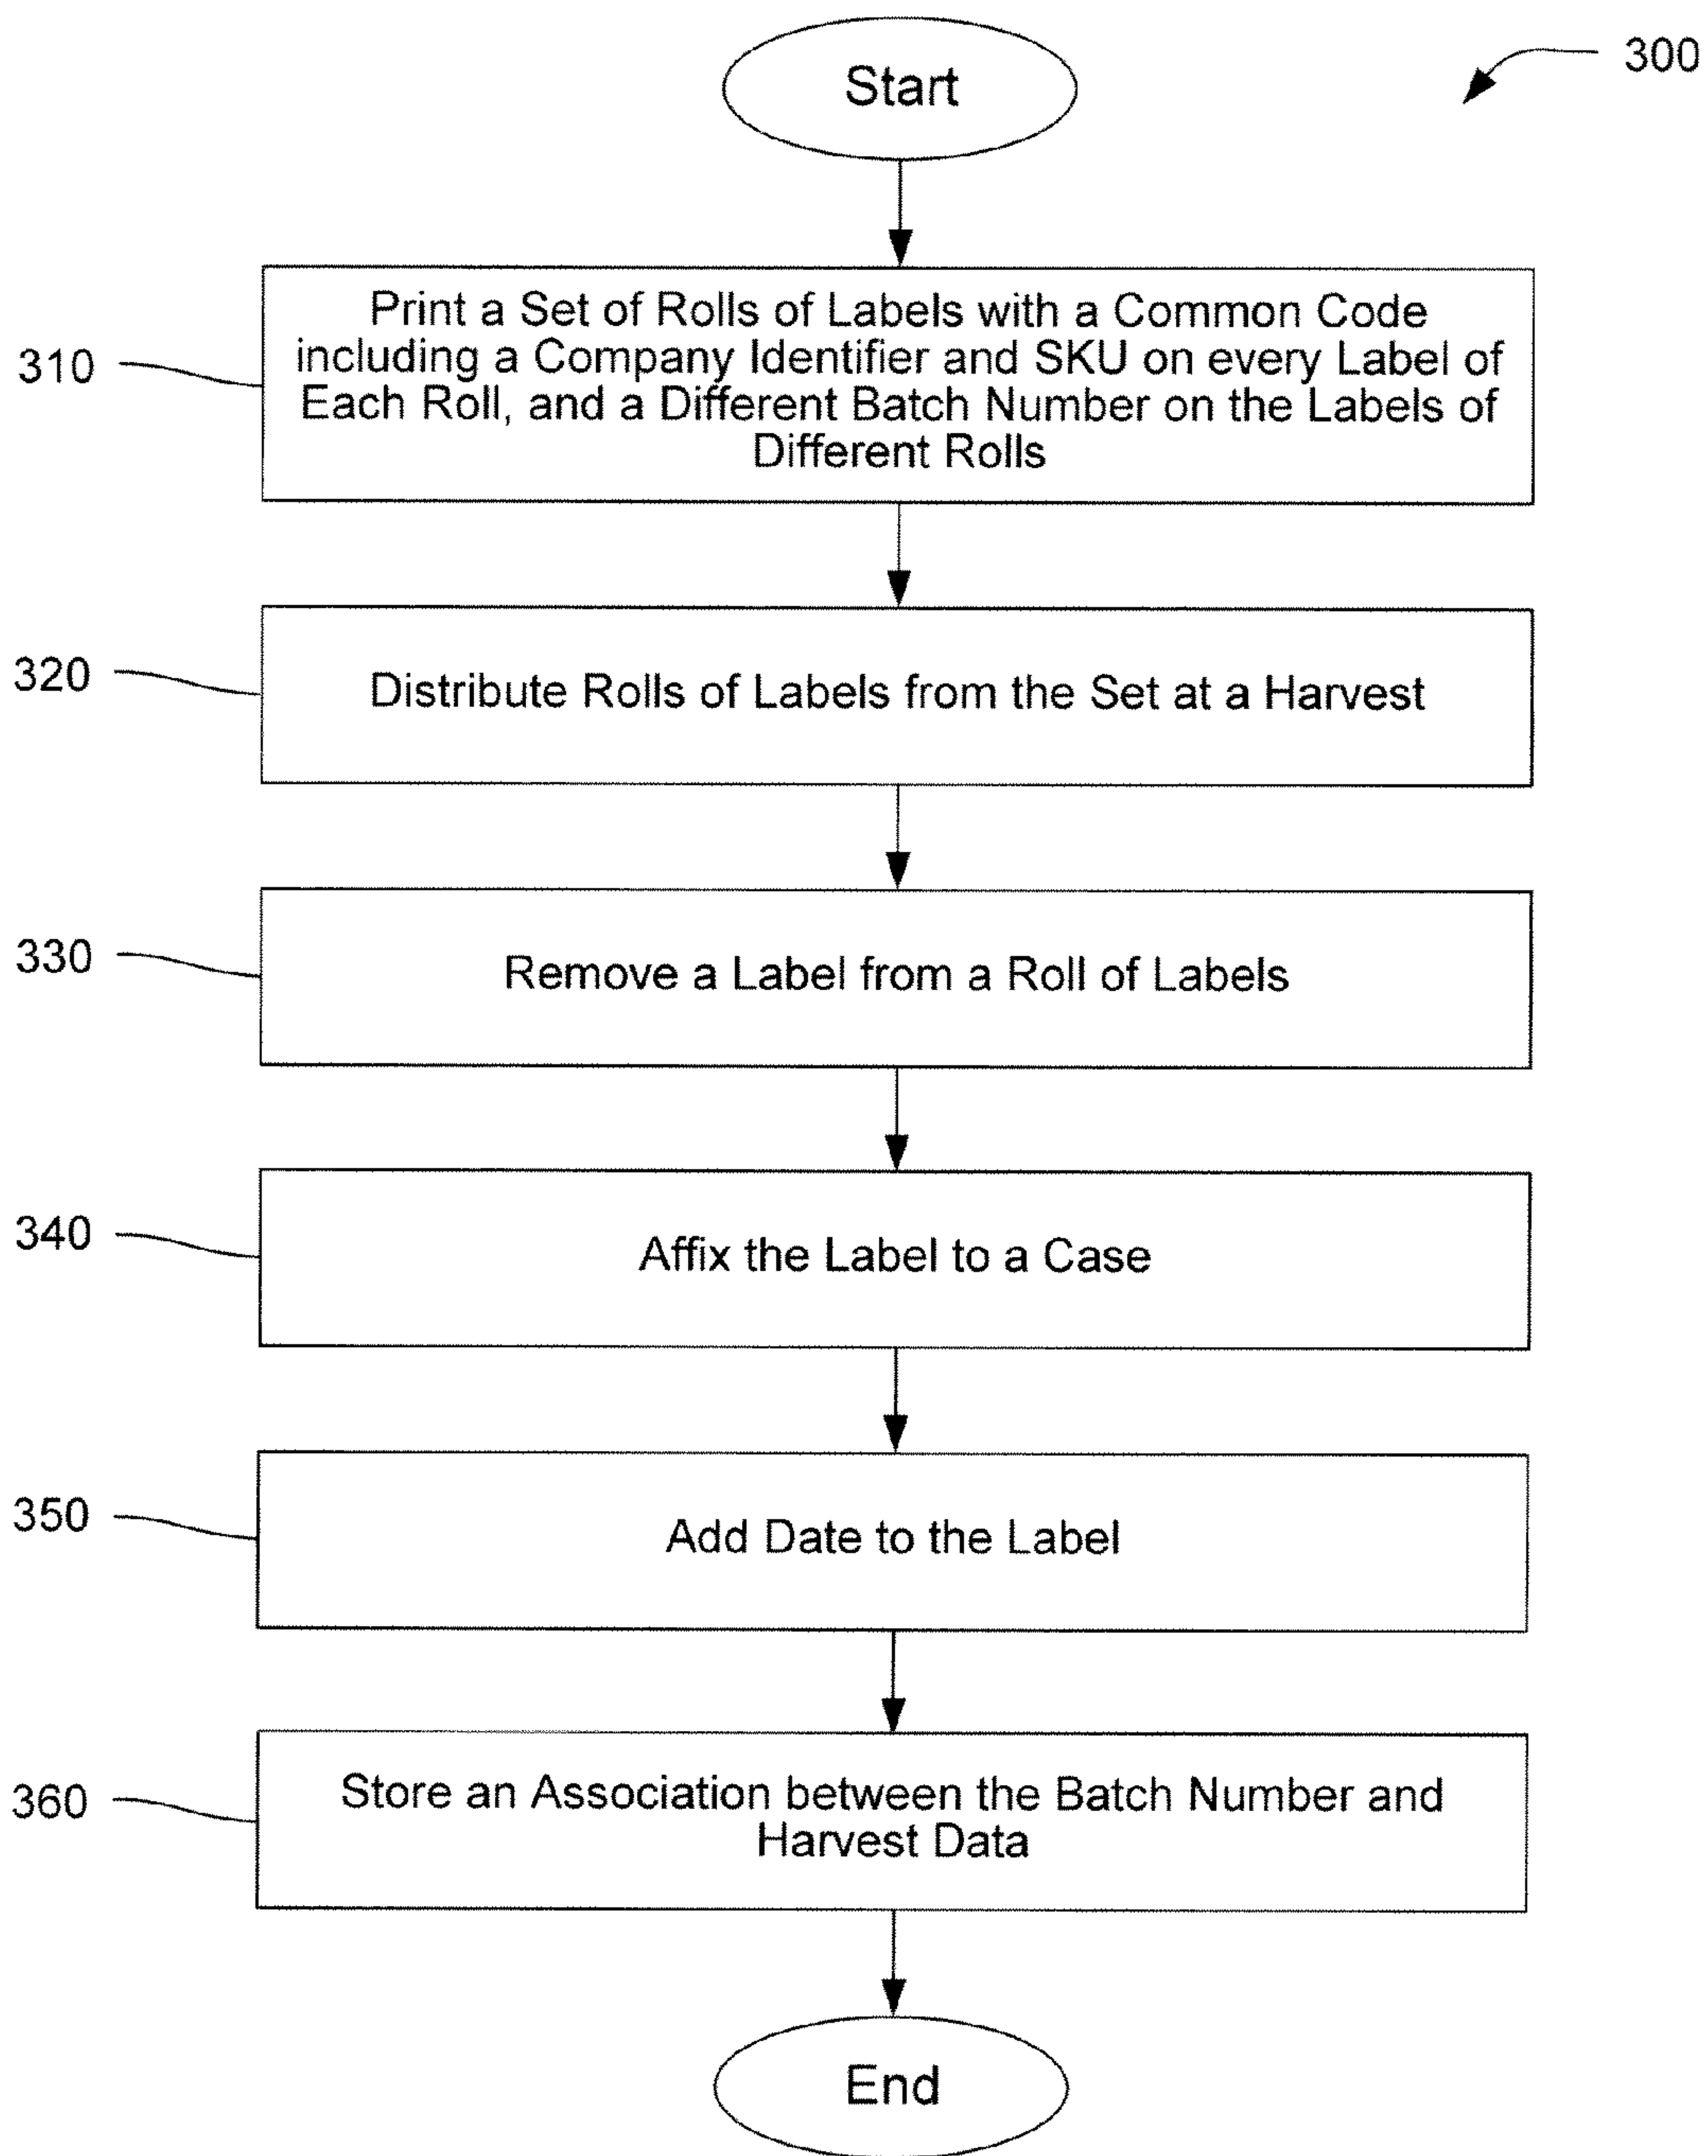 Start
300
310
Print a Set of Rolls of Labels with a Common Code
including a Company Identifier and SKU on every Label of
Each Roll, and a Different Batch Number on the Labels of
Different Rolls
320
Distribute Rolls of Labels from the Set at a Harvest
330
Remove a Label from a Roll of Labels
340
Affix the Label to a Case
350
Add Date to the Label
360
Store an Association between the Batch Number and
Harvest Data
End